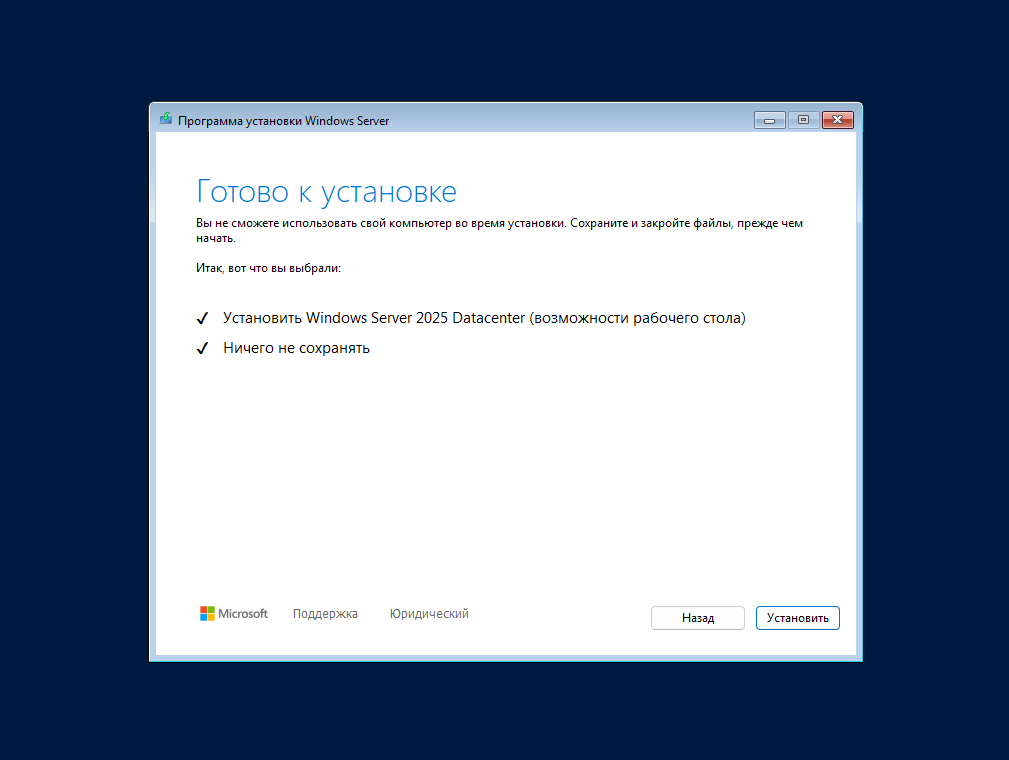 Программа установки Windows Server
Готово к установке
Вы не сможете использовать свой компьютер во время установки. Сохраните и закройте файлы, прежде чем
начать.
Итак, вот что вы выбрали:
✓ Установить Windows Server 2025 Datacenter (возможности рабочего стола)
✓ Ничего не сохранять
Microsoft Поддержка Юридический Назад Установить